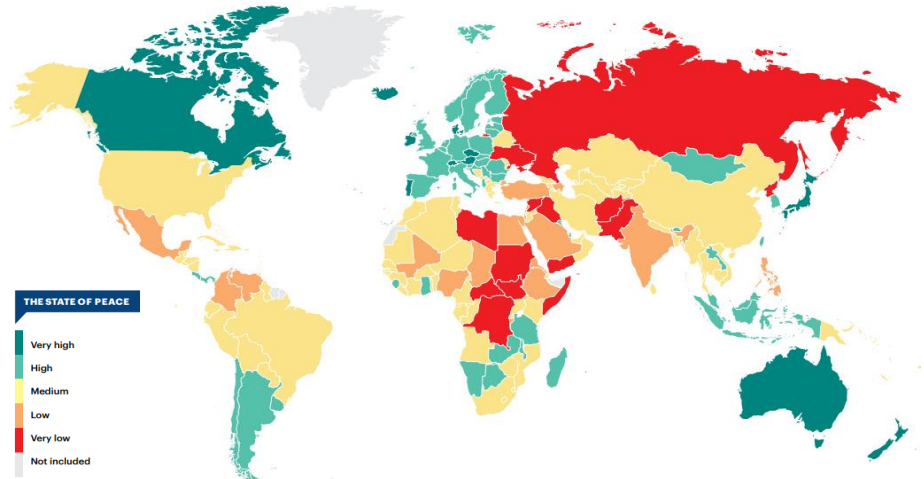 THE STATE OF PEACE
Very high
High
Medium
Low
Very low
Not included